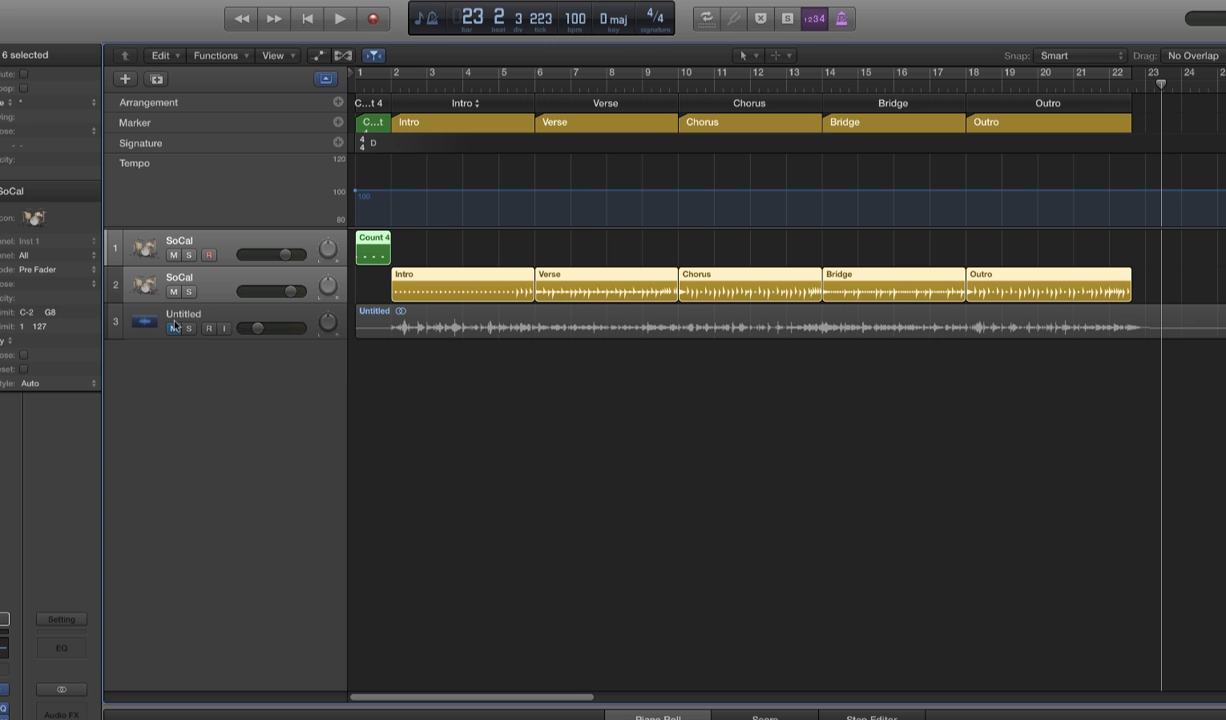 23 2 3 223 100 D maj 4/4
bar beat div tick bpm key signature
S 1234
6 selected
Edit Functions View Snap: Smart Drag: No Overlap
1 2 3 4 5 6 7 8 9 10 11 12 13 14 15 16 17 18 19 20 21 22 23 24
Arrangement C...t 4 Intro Verse Chorus Bridge Outro
Marker C...t Intro Verse Chorus Bridge Outro
Signature 4 4 D
Tempo 120
100 100
80
SoCal
Inst 1
All
Pre Fader
C-2 G8
1 127
Auto
1 SoCal Count 4
M S R
2 SoCal Intro Verse Chorus Bridge Outro
M S
3 Untitled Untitled
S R I
Setting
EQ
Audio FX
Piano Roll Score Step Editor